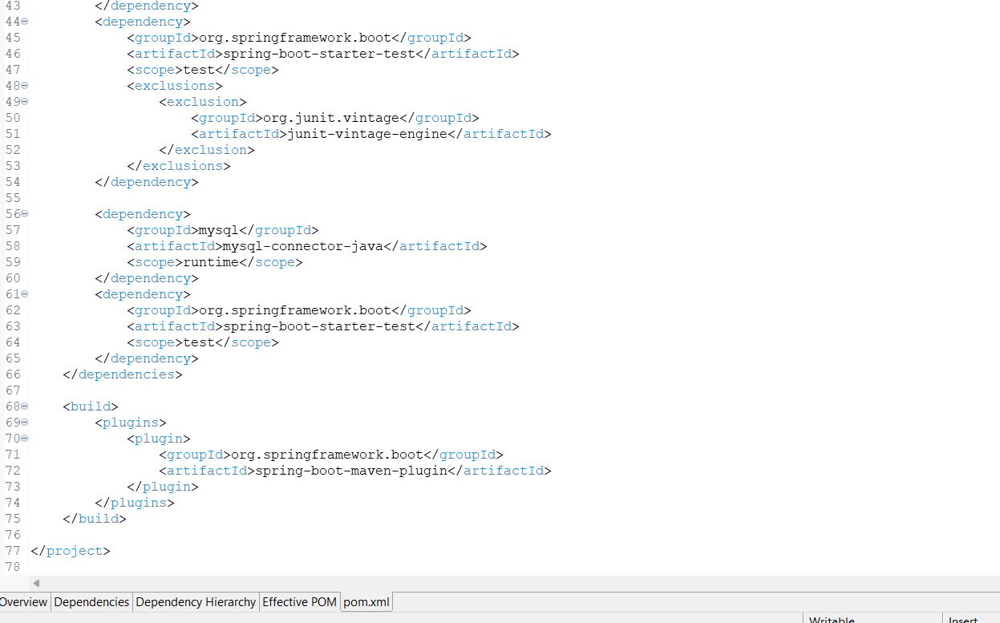 43 </dependency>
44 <dependency>
45 <groupId>org.springframework.boot</groupId>
46 <artifactId>spring-boot-starter-test</artifactId>
47 <scope>test</scope>
48 <exclusions>
49 <exclusion>
50 <groupId>org.junit.vintage</groupId>
51 <artifactId>junit-vintage-engine</artifactId>
52 </exclusion>
53 </exclusions>
54 </dependency>
55
56 <dependency>
57 <groupId>mysql</groupId>
58 <artifactId>mysql-connector-java</artifactId>
59 <scope>runtime</scope>
60 </dependency>
61 <dependency>
62 <groupId>org.springframework.boot</groupId>
63 <artifactId>spring-boot-starter-test</artifactId>
64 <scope>test</scope>
65 </dependency>
66 </dependencies>
67
68 <build>
69 <plugins>
70 <plugin>
71 <groupId>org.springframework.boot</groupId>
72 <artifactId>spring-boot-maven-plugin</artifactId>
73 </plugin>
74 </plugins>
75 </build>
76
77 </project>
78
Overview Dependencies Dependency Hierarchy Effective POM pom.xml
Writable Insert